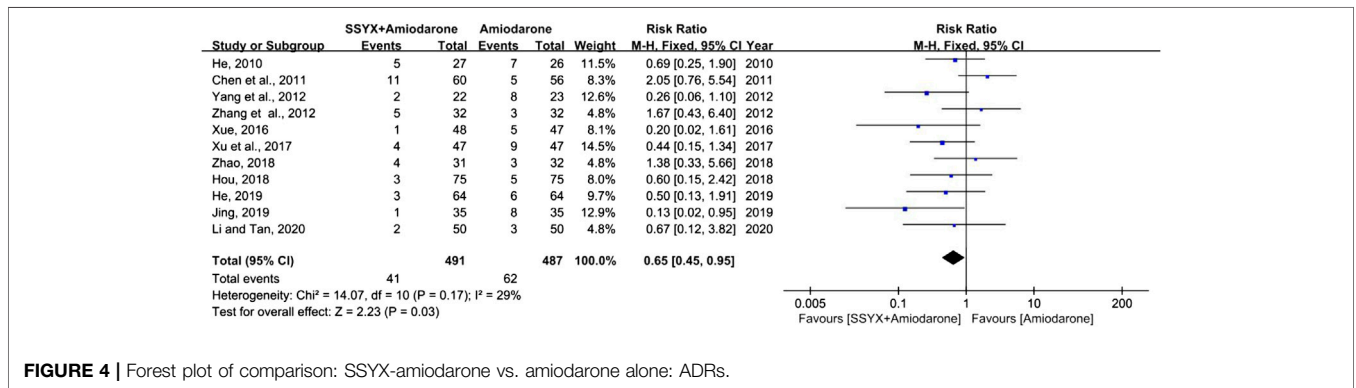 SSYX+Amiodarone Amiodarone Risk Ratio Risk Ratio
Study or Subgroup Events Total Events Total Weight M-H, Fixed, 95% CI Year M-H, Fixed, 95% CI
He, 2010 5 27 7 26 11.5% 0.69 [0.25, 1.90] 2010
Chen et al., 2011 11 60 5 56 8.3% 2.05 [0.76, 5.54] 2011
Yang et al., 2012 2 22 8 23 12.6% 0.26 [0.06, 1.10] 2012
Zhang et al., 2012 5 32 3 32 4.8% 1.67 [0.43, 6.40] 2012
Xue, 2016 1 48 5 47 8.1% 0.20 [0.02, 1.61] 2016
Xu et al., 2017 4 47 9 47 14.5% 0.44 [0.15, 1.34] 2017
Zhao, 2018 4 31 3 32 4.8% 1.38 [0.33, 5.66] 2018
Hou, 2018 3 75 5 75 8.0% 0.60 [0.15, 2.42] 2018
He, 2019 3 64 6 64 9.7% 0.50 [0.13, 1.91] 2019
Jing, 2019 1 35 8 35 12.9% 0.13 [0.02, 0.95] 2019
Li and Tan, 2020 2 50 3 50 4.8% 0.67 [0.12, 3.82] 2020
Total (95% CI) 491 487 100.0% 0.65 [0.45, 0.95]
Total events 41 62
Heterogeneity: Chi² = 14.07, df = 10 (P = 0.17); I² = 29%
Test for overall effect: Z = 2.23 (P = 0.03)
0.005 0.1 1 10 200
Favours [SSYX+Amiodarone] Favours [Amiodarone]
FIGURE 4 | Forest plot of comparison: SSYX-amiodarone vs. amiodarone alone: ADRs.